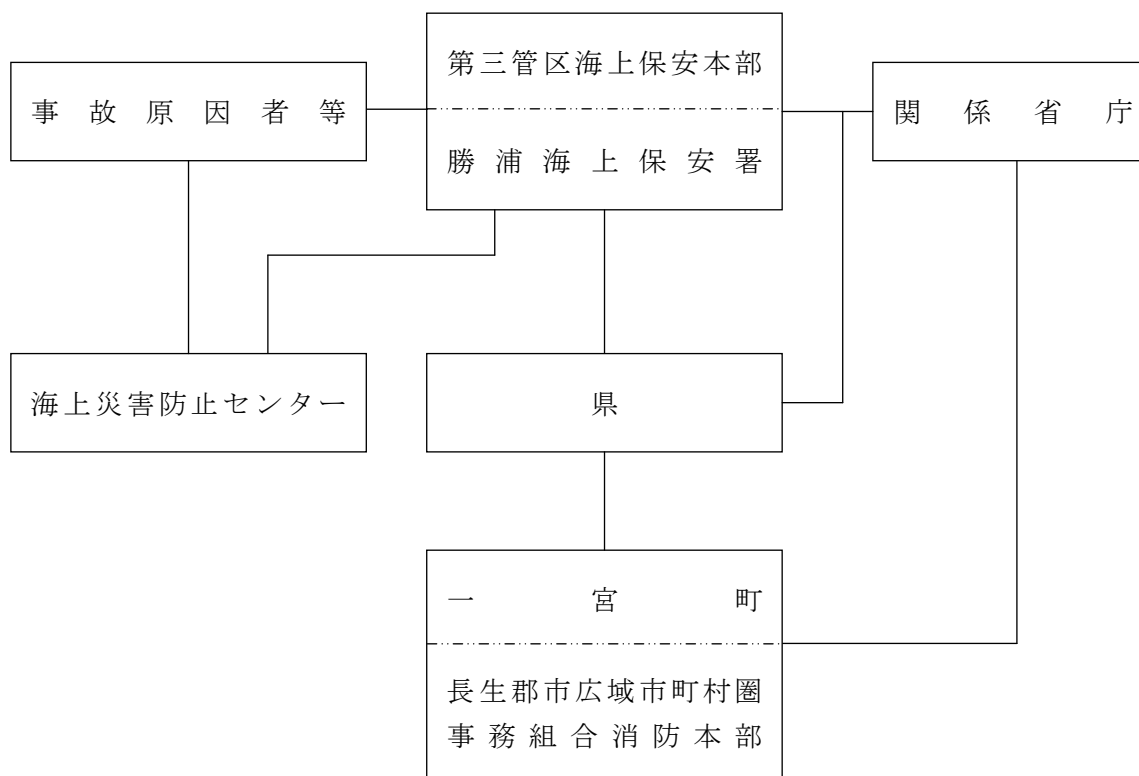 第三管区海上保安本部
事故原因者等
関係省庁
勝浦海上保安署
海上災害防止センター
県
一宮町
長生郡市広域市町村圏
事務組合消防本部